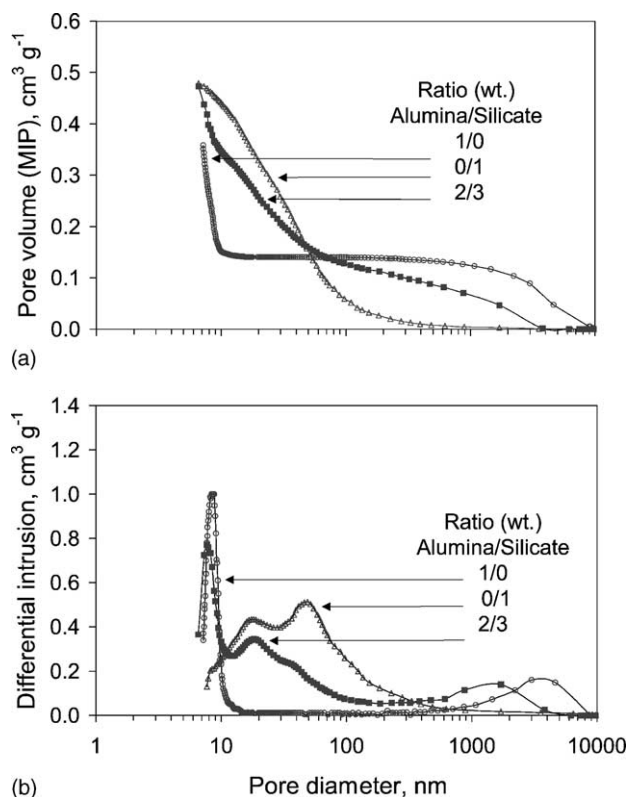 0.6
0.5
0.4
0.3
0.2
0.1
0.0
Pore volume (MIP), cm³ g⁻¹
Ratio (wt.)
Alumina/Silicate
1/0
0/1
2/3
(a)
1.4
1.2
1.0
0.8
0.6
0.4
0.2
0.0
Differential intrusion, cm³ g⁻¹
Ratio (wt.)
Alumina/Silicate
1/0
0/1
2/3
1 10 100 1000 10000
(b)
Pore diameter, nm